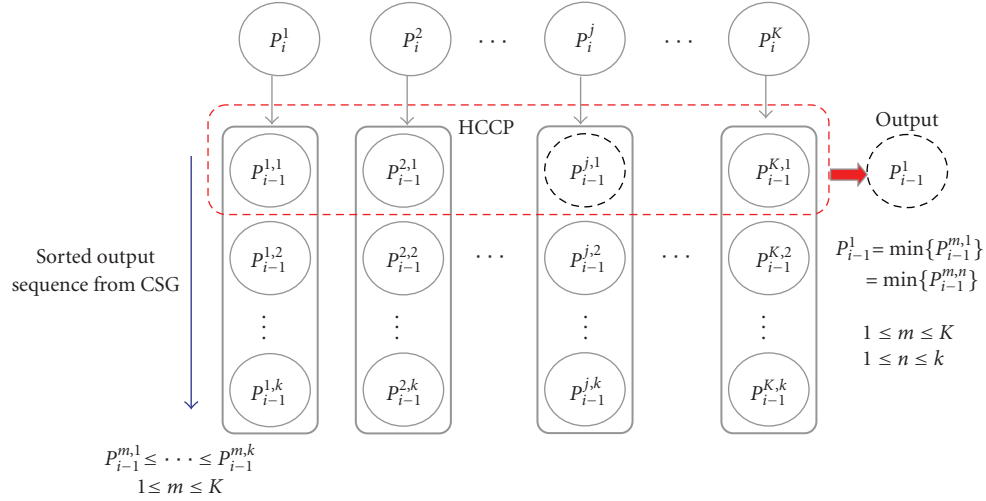 P_i^1 P_i^2 · · · P_i^j · · · P_i^K
HCCP
Output
P_{i−1}^{1,1} P_{i−1}^{2,1} P_{i−1}^{j,1} P_{i−1}^{K,1} P_{i−1}^1
P_{i−1}^{1,2} P_{i−1}^{2,2} · · · P_{i−1}^{j,2} · · · P_{i−1}^{K,2}
Sorted output
sequence from CSG
P_{i−1}^1 = min{P_{i−1}^{m,1}}
= min{P_{i−1}^{m,n}}
⋮ ⋮ ⋮ ⋮
1 ≤ m ≤ K
1 ≤ n ≤ k
P_{i−1}^{1,k} P_{i−1}^{2,k} P_{i−1}^{j,k} P_{i−1}^{K,k}
P_{i−1}^{m,1} ≤ · · · ≤ P_{i−1}^{m,k}
1 ≤ m ≤ K